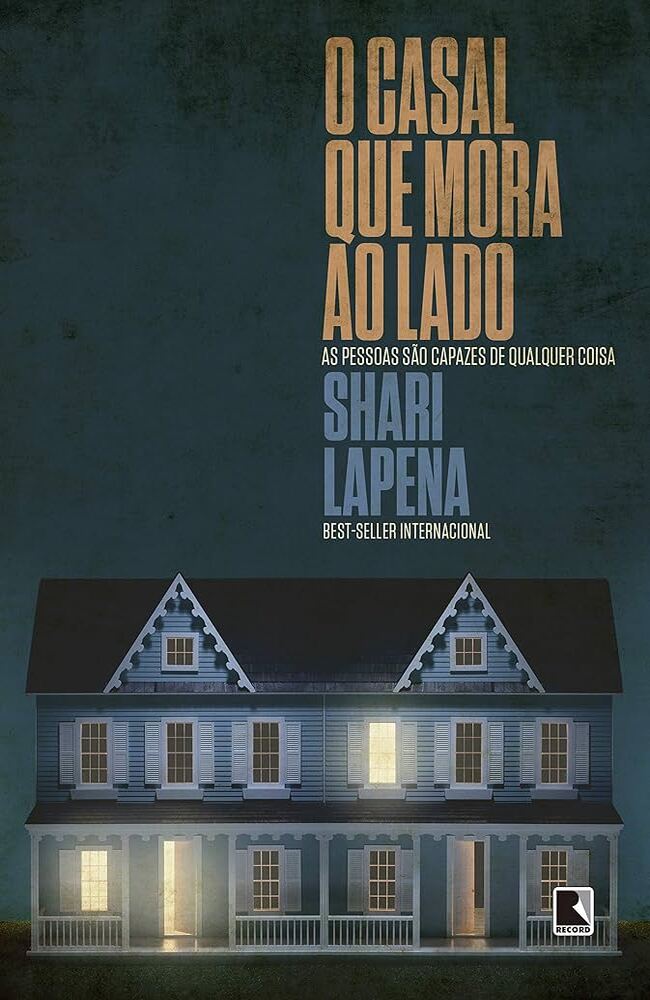 O CASAL
QUE MORA
AO LADO
AS PESSOAS SÃO CAPAZES DE QUALQUER COISA
SHARI
LAPENA
BEST-SELLER INTERNACIONAL
R
RECORD